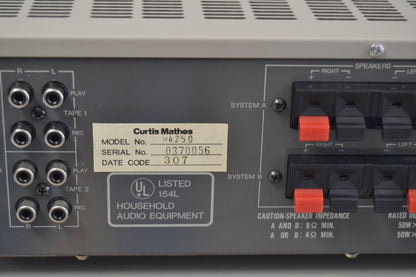 R L
PLAY
TAPE 1
REC
R L
PLAY
TAPE 2
REC
Curtis Mathes
MODEL No. HA250
SERIAL No. 0370056
DATE CODE 307
UL LISTED
154L
HOUSEHOLD
AUDIO EQUIPMENT
SPEAKERS
RIGHT LEFT
+ − −
SYSTEM A
RIGHT LEFT
+ − −
SYSTEM B
CAUTION-SPEAKER IMPEDANCE
A AND B: 8Ω MIN.
A OR B: 4Ω MIN.
RATED
50W
50W